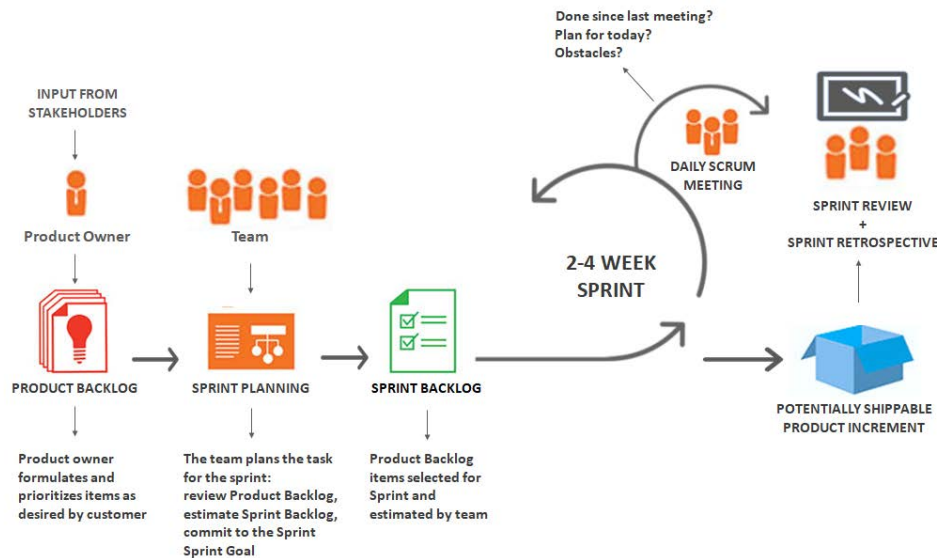 Done since last meeting?
Plan for today?
Obstacles?
INPUT FROM
STAKEHOLDERS
DAILY SCRUM
MEETING
Product Owner
Team
SPRINT REVIEW
+
SPRINT RETROSPECTIVE
2-4 WEEK
SPRINT
PRODUCT BACKLOG
SPRINT PLANNING
SPRINT BACKLOG
POTENTIALLY SHIPPABLE
PRODUCT INCREMENT
Product owner
formulates and
prioritizes items as
desired by customer
The team plans the task
for the sprint:
review Product Backlog,
estimate Sprint Backlog,
commit to the Sprint
Sprint Goal
Product Backlog
items selected for
Sprint and
estimated by team